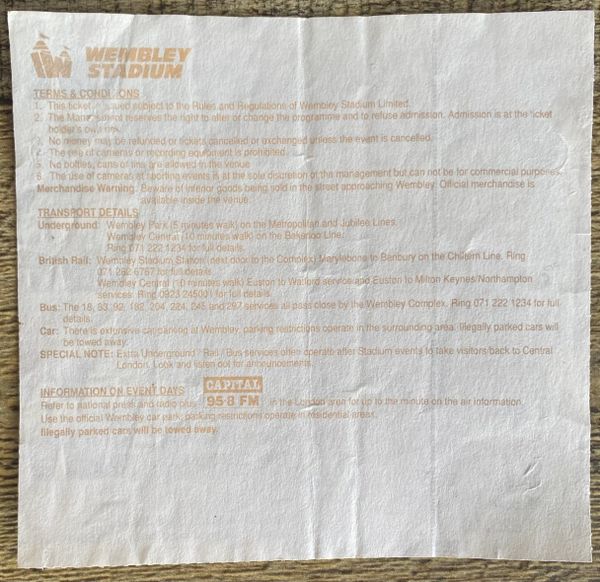 WEMBLEY
STADIUM
TERMS & CONDITIONS
1. This ticket issued subject to the Rules and Regulations of Wembley Stadium Limited.
2. The Management reserves the right to alter or change the programme and to refuse admission. Admission is at the ticket
holder's own risk.
3. No money may be refunded or tickets cancelled or exchanged unless the event is cancelled.
4. The use of cameras or recording equipment is prohibited.
5. No bottles, cans or tins are allowed in the venue
6. The use of cameras at sporting events is at the sole discretion of the management but can not be for commercial purposes.
Merchandise Warning: Beware of inferior goods being sold in the street approaching Wembley. Official merchandise is
available inside the venue.
TRANSPORT DETAILS
Underground: Wembley Park (5 minutes walk) on the Metropolitan and Jubilee Lines.
Wembley Central (10 minutes walk) on the Bakerloo Line.
Ring 071 222 1234 for full details.
British Rail: Wembley Stadium Station (next door to the Complex) Marylebone to Banbury on the Chiltern Line. Ring
071 262 6767 for full details.
Wembley Central (10 minutes walk) Euston to Watford service and Euston to Milton Keynes/Northampton
services. Ring 0923 245001 for full details.
Bus: The 18, 83, 92, 182, 204, 224, 245 and 297 services all pass close by the Wembley Complex. Ring 071 222 1234 for full
details.
Car: There is extensive car parking at Wembley, parking restrictions operate in the surrounding area. Illegally parked cars will
be towed away.
SPECIAL NOTE: Extra Underground / Rail / Bus services often operate after Stadium events to take visitors back to Central
London. Look and listen out for announcements.
INFORMATION ON EVENT DAYS
CAPITAL
95·8 FM
Refer to national press and radio plus in the London area for up to the minute on the air information.
Use the official Wembley car park, parking restrictions operate in residential areas.
Illegally parked cars will be towed away.